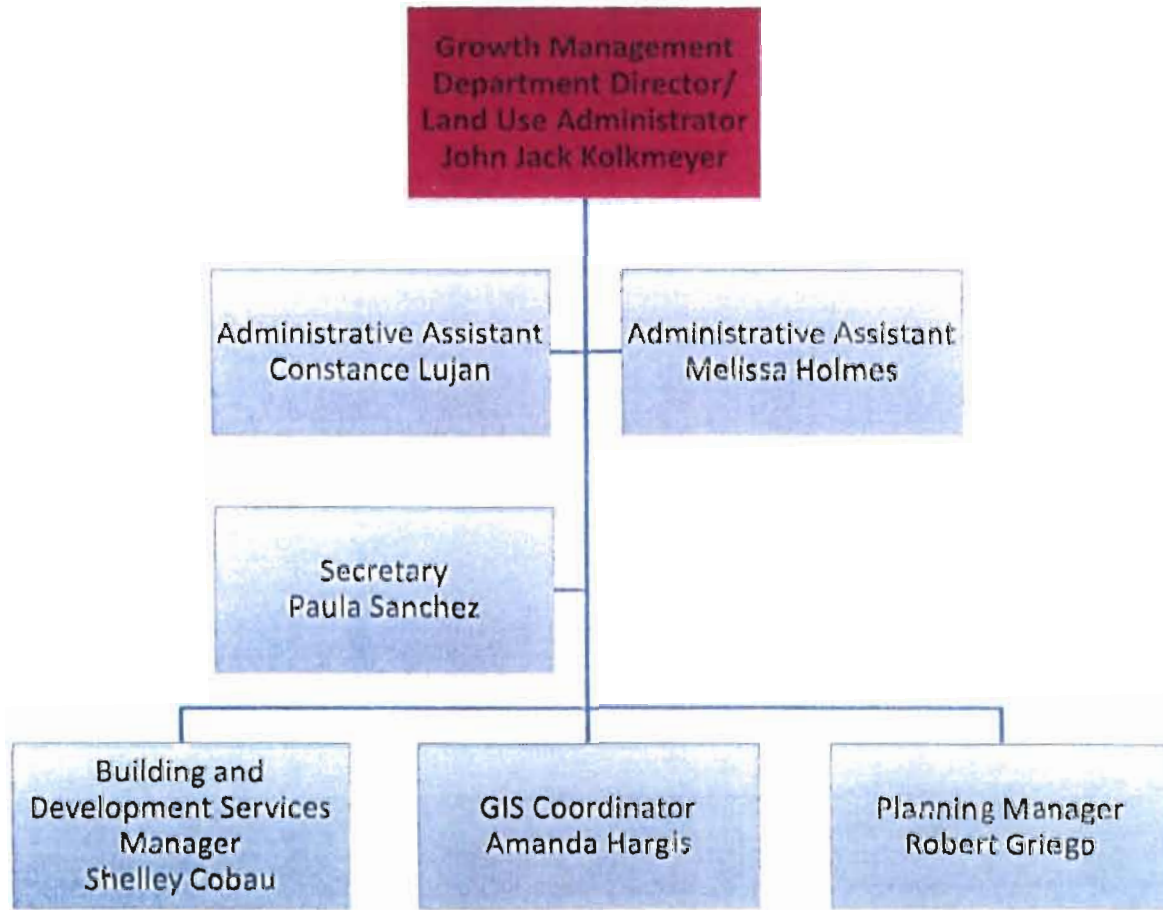 Growth Management
Department Director/
Land Use Administrator
John Jack Kolkmeyer
Administrative Assistant
Constance Lujan
Administrative Assistant
Melissa Holmes
Secretary
Paula Sanchez
Building and
Development Services
Manager
Shelley Cobau
GIS Coordinator
Amanda Hargis
Planning Manager
Robert Griego